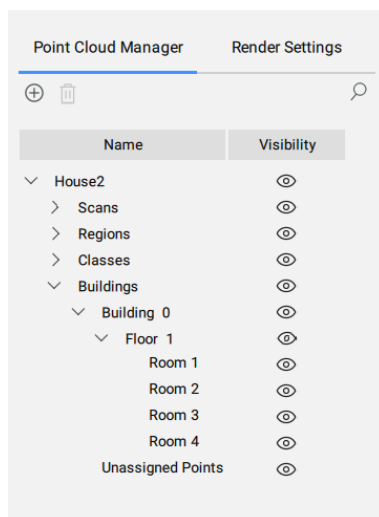 Point Cloud Manager Render Settings
Name Visibility
House2
Scans
Regions
Classes
Buildings
Building 0
Floor 1
Room 1
Room 2
Room 3
Room 4
Unassigned Points